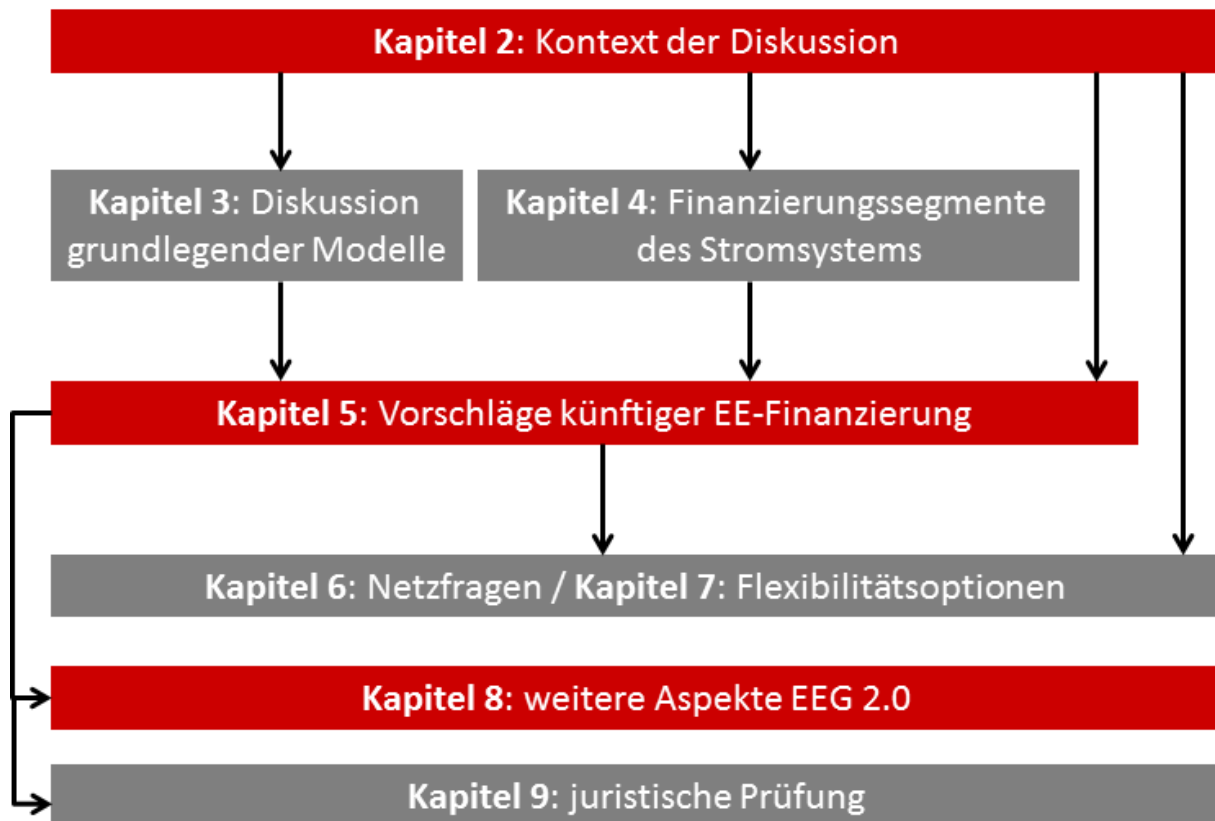 Kapitel 2: Kontext der Diskussion
Kapitel 3: Diskussion
grundlegender Modelle
Kapitel 4: Finanzierungssegmente
des Stromsystems
Kapitel 5: Vorschläge künftiger EE-Finanzierung
Kapitel 6: Netzfragen / Kapitel 7: Flexibilitätsoptionen
Kapitel 8: weitere Aspekte EEG 2.0
Kapitel 9: juristische Prüfung